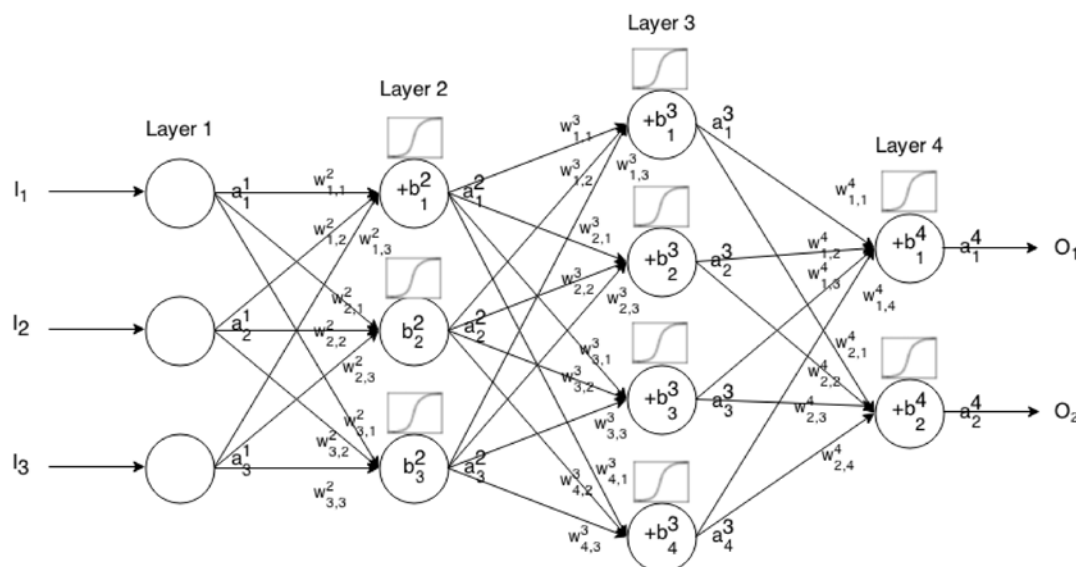 Layer 1
Layer 2
Layer 3
Layer 4
I₁
I₂
I₃
a¹₁
a¹₂
a¹₃
w²₁,₁
w²₁,₂
w²₁,₃
w²₂,₁
w²₂,₂
w²₂,₃
w²₃,₁
w²₃,₂
w²₃,₃
+b²₁
b²₂
b²₃
a²₁
a²₂
a²₃
w³₁,₁
w³₁,₂
w³₁,₃
w³₂,₁
w³₂,₂
w³₂,₃
w³₃,₁
w³₃,₂
w³₃,₃
w³₄,₁
w³₄,₂
w³₄,₃
+b³₁
+b³₂
+b³₃
+b³₄
a³₁
a³₂
a³₃
a³₄
w⁴₁,₁
w⁴₁,₂
w⁴₁,₃
w⁴₁,₄
w⁴₂,₁
w⁴₂,₂
w⁴₂,₃
w⁴₂,₄
+b⁴₁
+b⁴₂
a⁴₁
a⁴₂
O₁
O₂